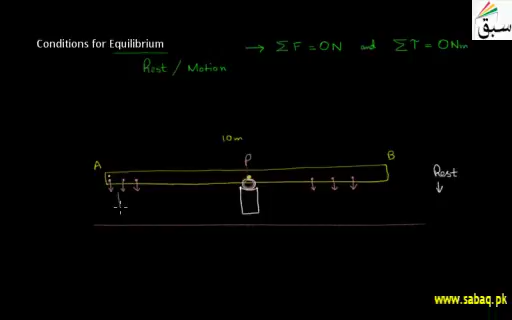 Conditions for Equilibrium → ΣF = 0N and Στ = 0Nm
Rest / Motion
سبق
10m
A P B
Rest
www.sabaq.pk